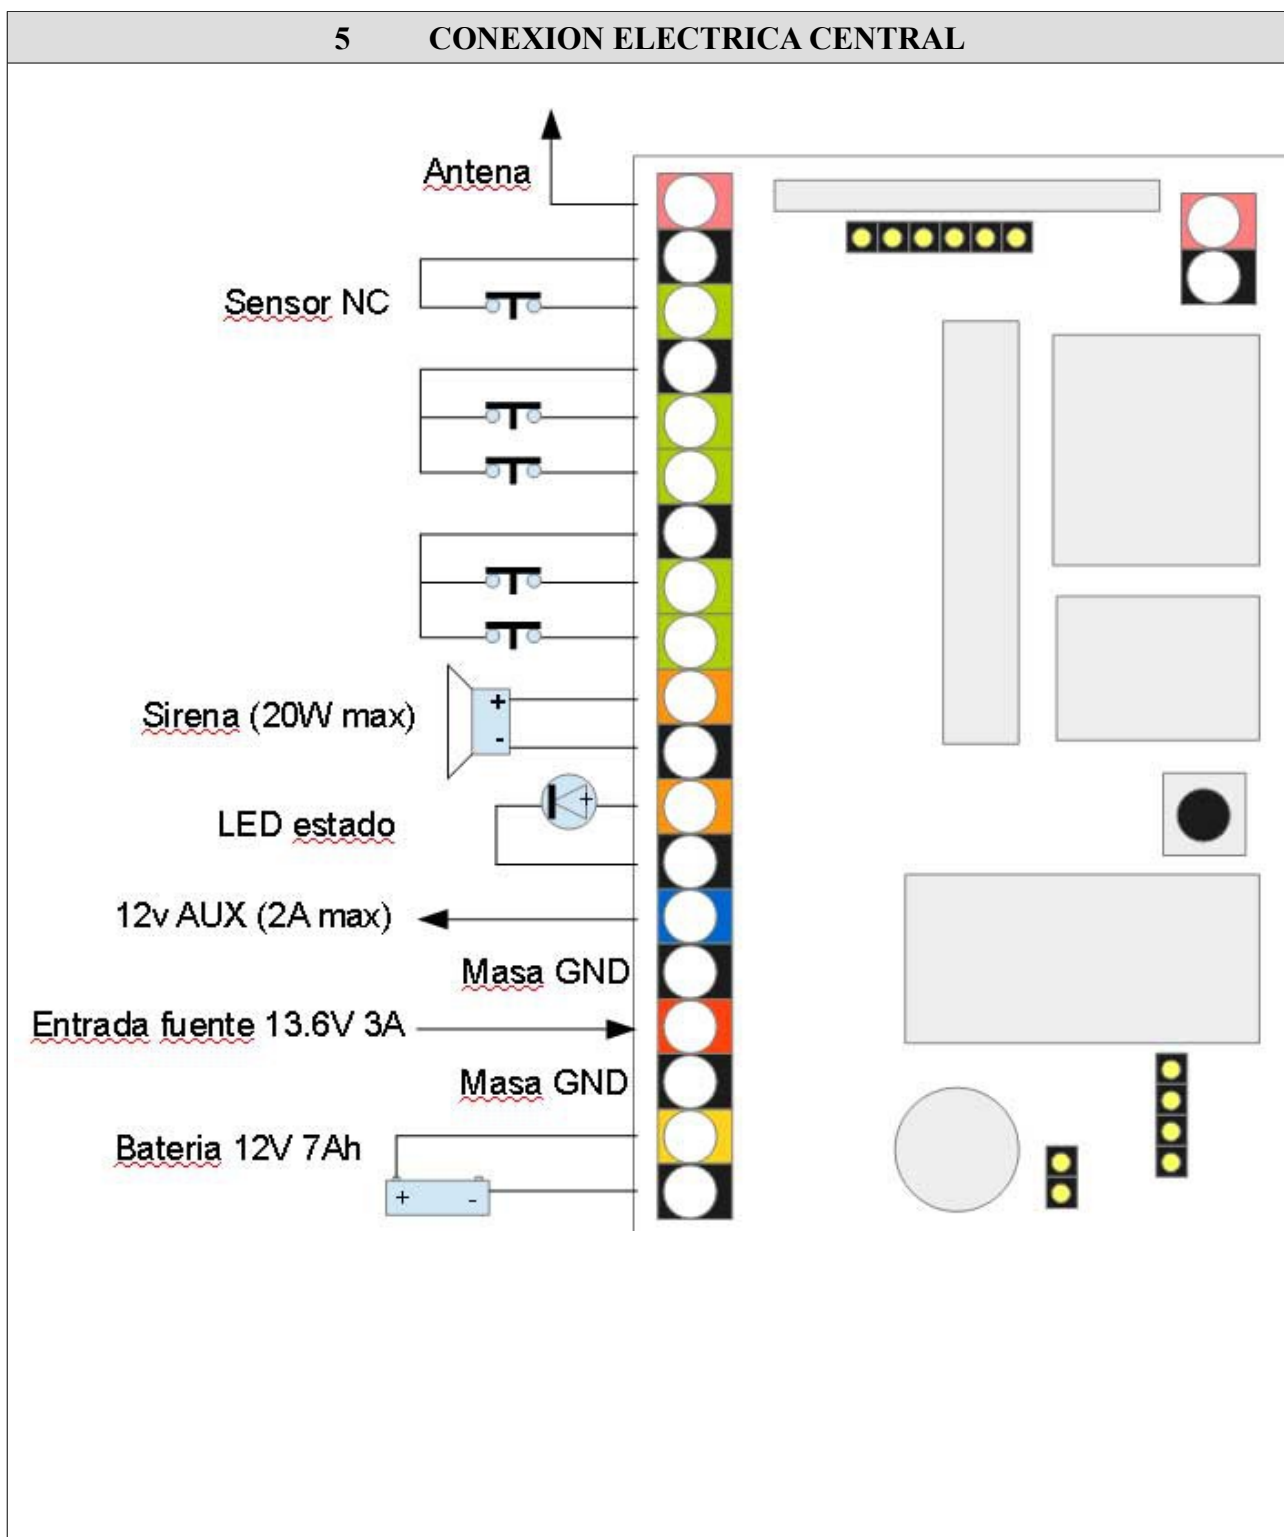 5 CONEXION ELECTRICA CENTRAL
Antena
Sensor NC
Sirena (20W max)
+
-
LED estado
+
12v AUX (2A max)
Masa GND
Entrada fuente 13.6V 3A
Masa GND
Bateria 12V 7Ah
+ -